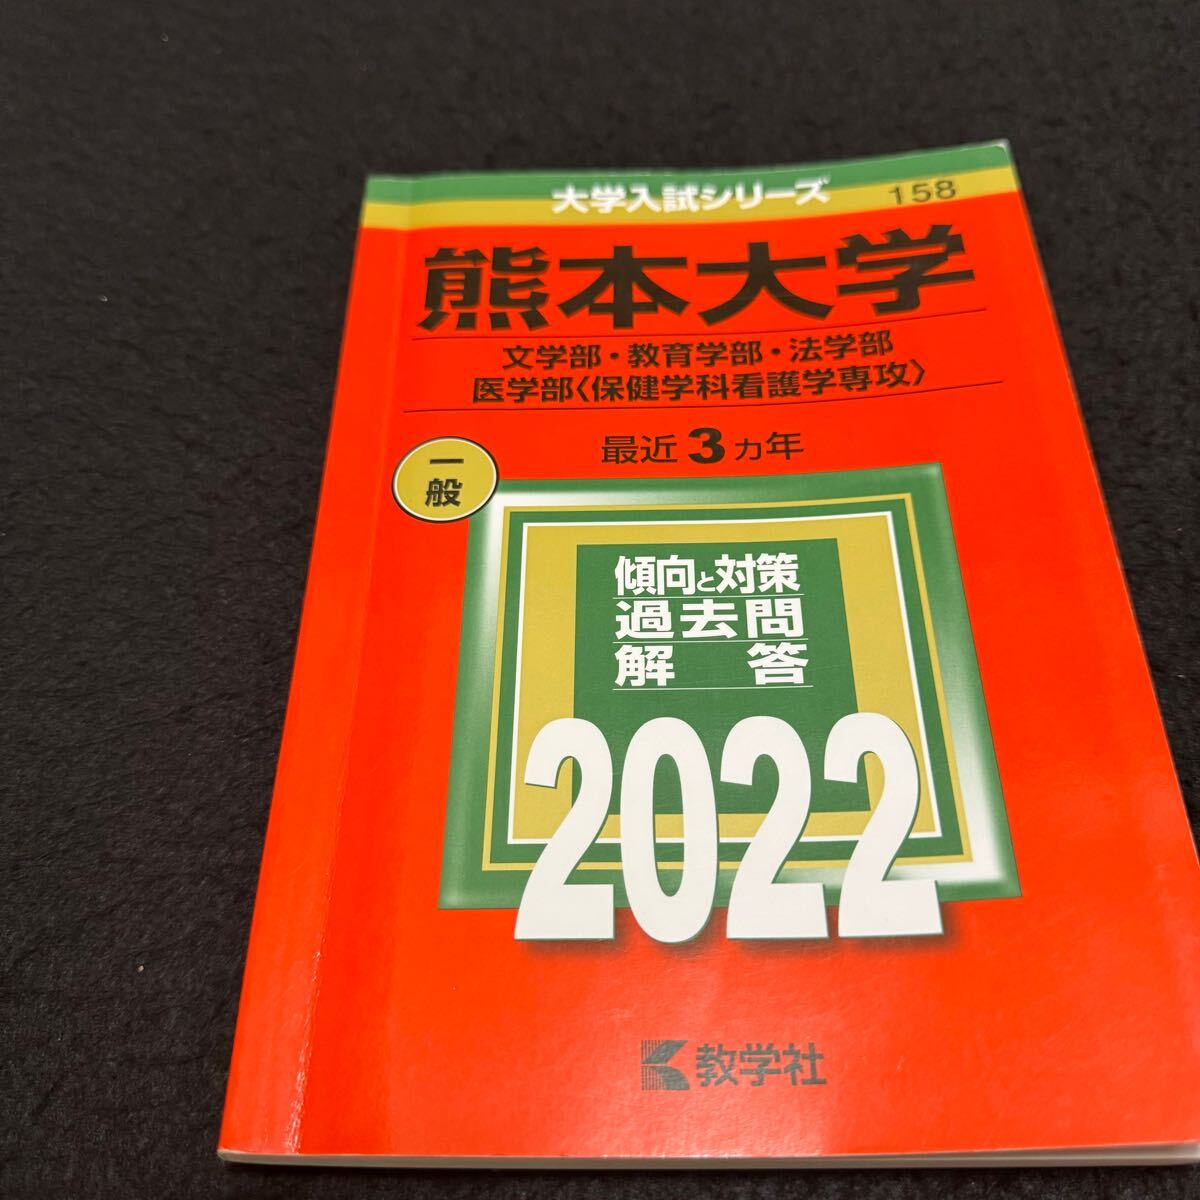 大学入試シリーズ 158
熊本大学
文学部・教育学部・法学部
医学部〈保健学科看護学専攻〉
最近3カ年
一般
傾向と対策
過去問
解答
2022
教学社